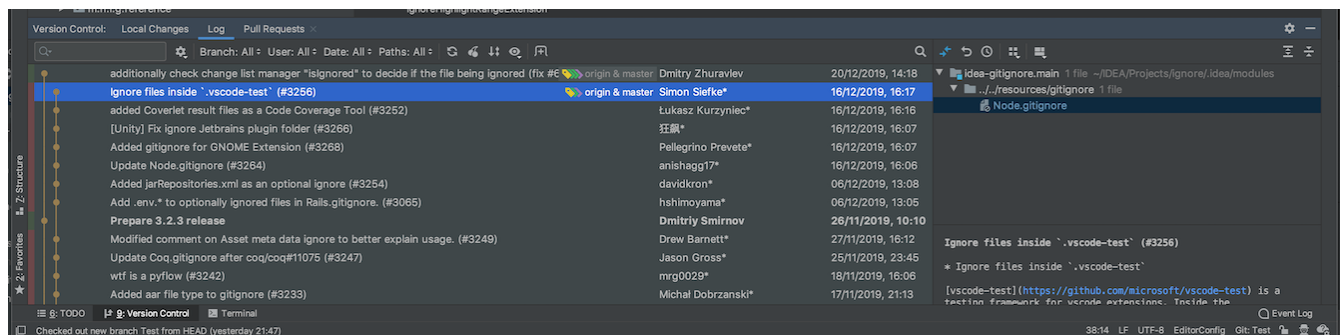 m.m.i.g.reference
IgnoreHighlightRangeExtension
Version Control: Local Changes Log Pull Requests ×
Branch: All User: All Date: All Paths: All
additionally check change list manager "isIgnored" to decide if the file being ignored (fix #6 origin & master Dmitry Zhuravlev 20/12/2019, 14:18
Ignore files inside `.vscode-test` (#3256) origin & master Simon Siefke* 16/12/2019, 16:17
added Coverlet result files as a Code Coverage Tool (#3252) Łukasz Kurzyniec* 16/12/2019, 16:16
[Unity] Fix ignore Jetbrains plugin folder (#3266) 狂飙* 16/12/2019, 16:07
Added gitignore for GNOME Extension (#3268) Pellegrino Prevete* 16/12/2019, 16:07
Update Node.gitignore (#3264) anishagg17* 16/12/2019, 16:06
Added jarRepositories.xml as an optional ignore (#3254) davidkron* 06/12/2019, 13:08
Add .env.* to optionally ignored files in Rails.gitignore. (#3065) hshimoyama* 06/12/2019, 13:05
Prepare 3.2.3 release Dmitriy Smirnov 26/11/2019, 10:10
Modified comment on Asset meta data ignore to better explain usage. (#3249) Drew Barnett* 27/11/2019, 16:12
Update Coq.gitignore after coq/coq#11075 (#3247) Jason Gross* 25/11/2019, 23:45
wtf is a pyflow (#3242) mrg0029* 18/11/2019, 16:06
Added aar file type to gitignore (#3233) Michał Dobrzanski* 17/11/2019, 21:13
idea-gitignore.main 1 file ~/IDEA/Projects/ignore/.idea/modules
../../resources/gitignore 1 file
Node.gitignore
Ignore files inside `.vscode-test` (#3256)
* Ignore files inside `.vscode-test`
[vscode-test](https://github.com/microsoft/vscode-test) is a
testing framework for vscode extensions. Inside the
Z: Structure
2: Favorites
6: TODO 9: Version Control Terminal Event Log
Checked out new branch Test from HEAD (yesterday 21:47) 38:14 LF UTF-8 EditorConfig Git: Test